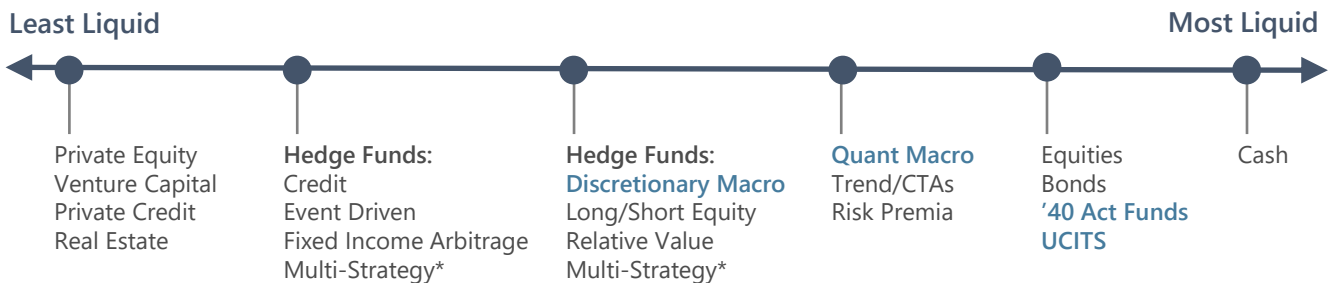 Least Liquid
Most Liquid
Private Equity
Venture Capital
Private Credit
Real Estate
Hedge Funds:
Credit
Event Driven
Fixed Income Arbitrage
Multi-Strategy*
Hedge Funds:
Discretionary Macro
Long/Short Equity
Relative Value
Multi-Strategy*
Quant Macro
Trend/CTAs
Risk Premia
Equities
Bonds
’40 Act Funds
UCITS
Cash